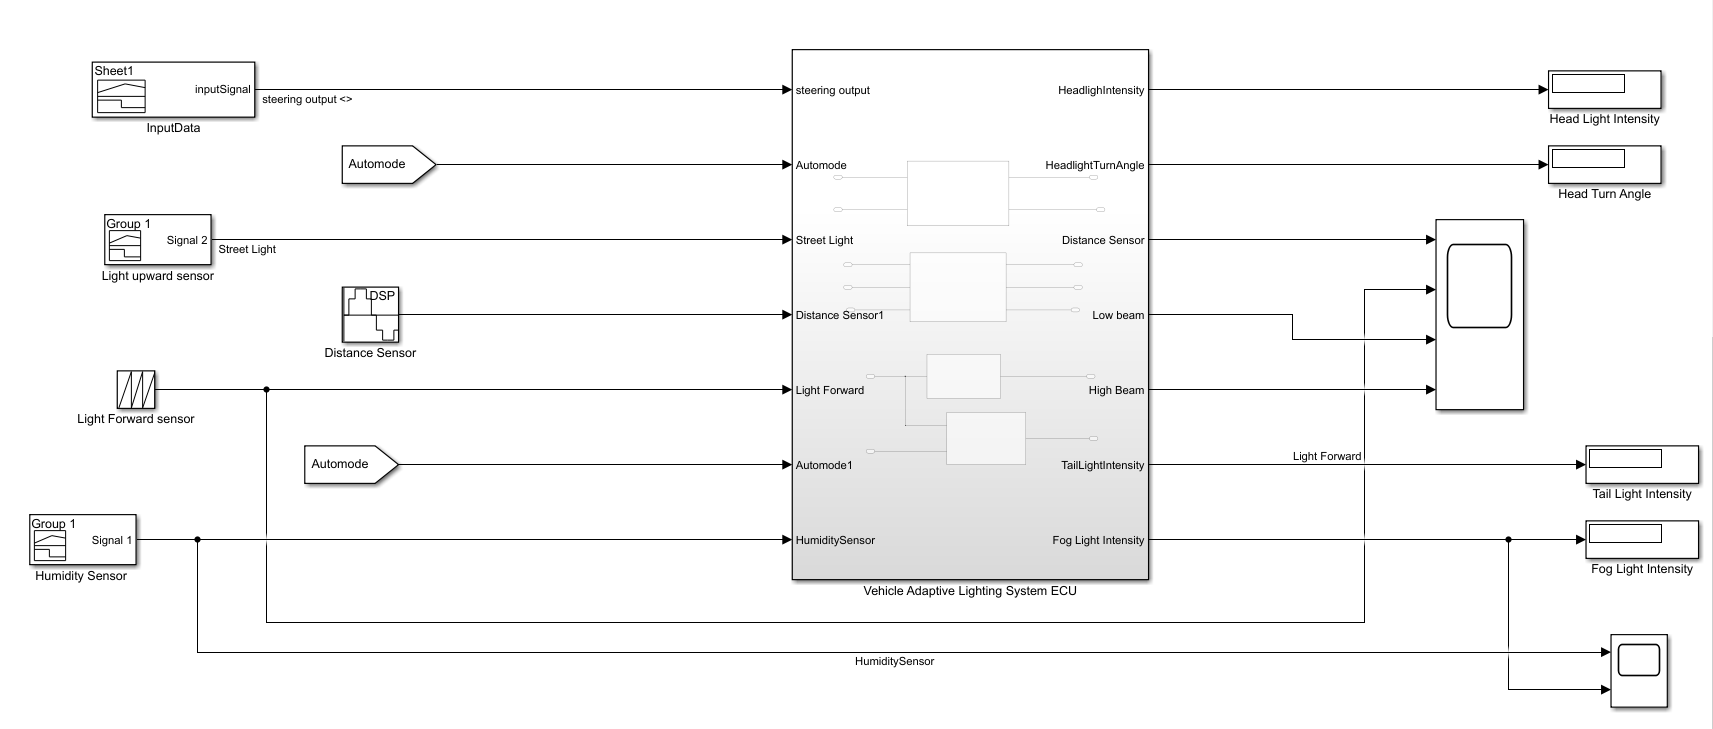 Sheet1
inputSignal
steering output <>
InputData
Automode
Group 1
Signal 2
Street Light
Light upward sensor
DSP
Distance Sensor
Light Forward sensor
Automode
Group 1
Signal 1
Humidity Sensor
steering output
Automode
Street Light
Distance Sensor1
Light Forward
Automode1
HumiditySensor
HeadlighIntensity
HeadlightTurnAngle
Distance Sensor
Low beam
High Beam
TailLightIntensity
Fog Light Intensity
Vehicle Adaptive Lighting System ECU
Head Light Intensity
Head Turn Angle
Light Forward
Tail Light Intensity
Fog Light Intensity
HumiditySensor